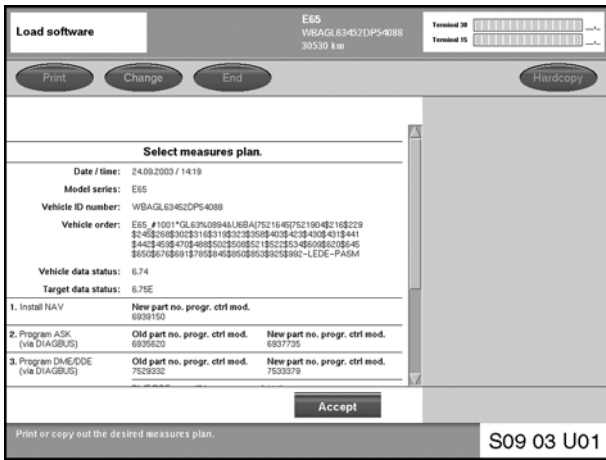 Load software
E65
WBAGL63452DP54088
30530 km
Terminal 30
Terminal 15
Print
Change
End
Hardcopy
Select measures plan.
Date / time: 24.09.2003 / 14:19
Model series: E65
Vehicle ID number: WBAGL63452DP54088
Vehicle order: E65_#1001*GL63%0894&U6BA|7521645|7521904$216$229
$245$268$302$316$319$323$358$403$423$430$431$441
$442$459$470$488$502$508$521$522$534$609$620$645
$650$676$691$785$845$850$853$925$992-LEDE-PASM
Vehicle data status: 6.74
Target data status: 6.75E
1. Install NAV New part no. progr. ctrl mod.
6939150
2. Program ASK Old part no. progr. ctrl mod. New part no. progr. ctrl mod.
(via DIAGBUS) 6935620 6937735
3. Program DME/DDE Old part no. progr. ctrl mod. New part no. progr. ctrl mod.
(via DIAGBUS) 7529332 7533379
Accept
Print or copy out the desired measures plan.
S09 03 U01